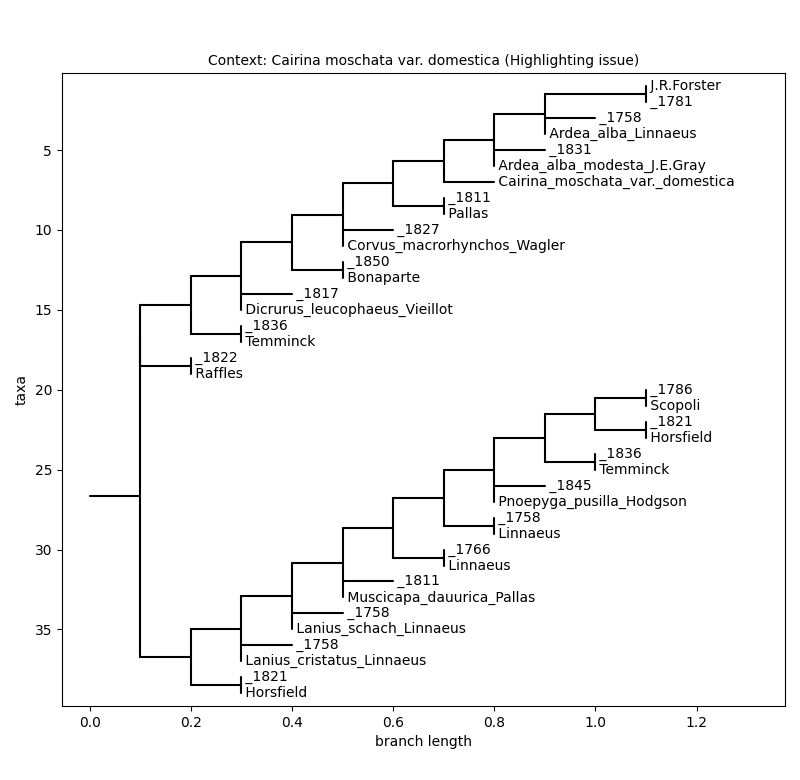 Context: Cairina moschata var. domestica (Highlighting issue)
J.R.Forster
_1781
_1758
Ardea_alba_Linnaeus
_1831
Ardea_alba_modesta_J.E.Gray
Cairina_moschata_var._domestica
_1811
Pallas
_1827
Corvus_macrorhynchos_Wagler
_1850
Bonaparte
_1817
Dicrurus_leucophaeus_Vieillot
_1836
Temminck
_1822
Raffles
_1786
Scopoli
_1821
Horsfield
_1836
Temminck
_1845
Pnoepyga_pusilla_Hodgson
_1758
Linnaeus
_1766
Linnaeus
_1811
Muscicapa_dauurica_Pallas
_1758
Lanius_schach_Linnaeus
_1758
Lanius_cristatus_Linnaeus
_1821
Horsfield
taxa
5
10
15
20
25
30
35
0.0 0.2 0.4 0.6 0.8 1.0 1.2
branch length